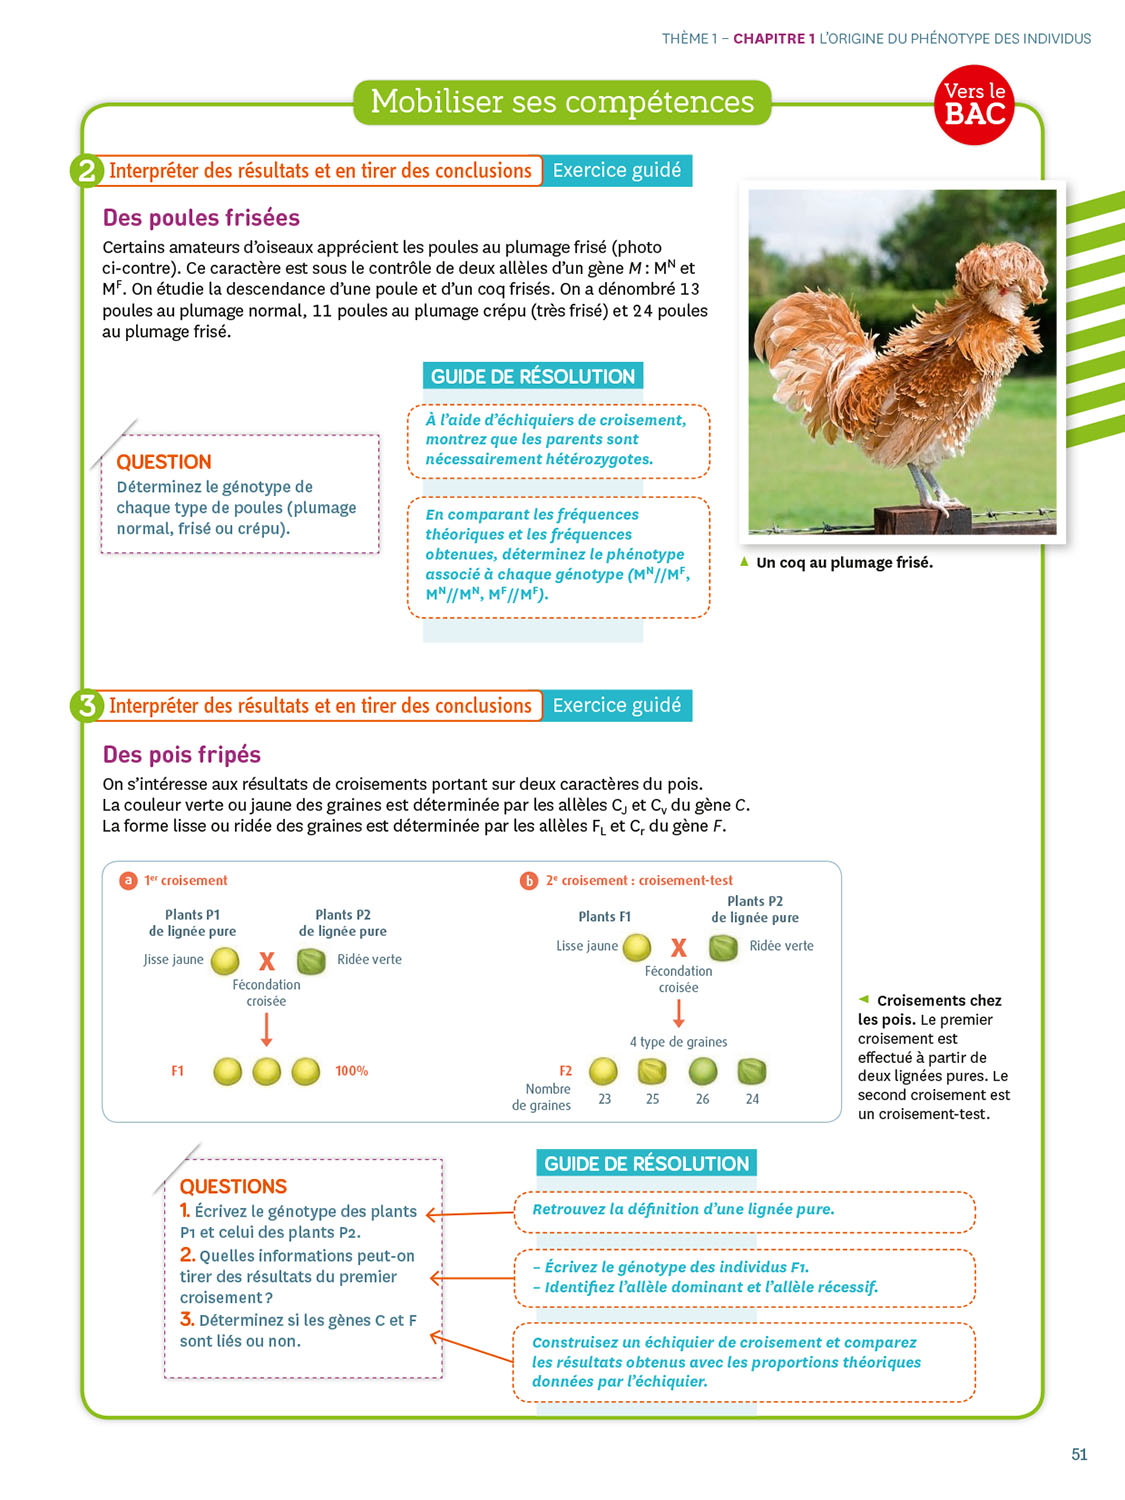 THÈME 1 – CHAPITRE 1 L'ORIGINE DU PHÉNOTYPE DES INDIVIDUS
Mobiliser ses compétences
Vers le
BAC
2 Interpréter des résultats et en tirer des conclusions Exercice guidé
Des poules frisées
Certains amateurs d'oiseaux apprécient les poules au plumage frisé (photo
ci-contre). Ce caractère est sous le contrôle de deux allèles d'un gène M : Mᴺ et
Mꟳ. On étudie la descendance d'une poule et d'un coq frisés. On a dénombré 13
poules au plumage normal, 11 poules au plumage crépu (très frisé) et 24 poules
au plumage frisé.
GUIDE DE RÉSOLUTION
À l'aide d'échiquiers de croisement,
montrez que les parents sont
nécessairement hétérozygotes.
QUESTION
Déterminez le génotype de
chaque type de poules (plumage
normal, frisé ou crépu).
En comparant les fréquences
théoriques et les fréquences
obtenues, déterminez le phénotype
associé à chaque génotype (Mᴺ//Mꟳ,
Mᴺ//Mᴺ, Mꟳ//Mꟳ).
Un coq au plumage frisé.
3 Interpréter des résultats et en tirer des conclusions Exercice guidé
Des pois fripés
On s'intéresse aux résultats de croisements portant sur deux caractères du pois.
La couleur verte ou jaune des graines est déterminée par les allèles CJ et Cv du gène C.
La forme lisse ou ridée des graines est déterminée par les allèles FL et Cr du gène F.
a 1er croisement
Plants P1
de lignée pure
Plants P2
de lignée pure
Jisse jaune X Ridée verte
Fécondation
croisée
F1 100%
b 2e croisement : croisement-test
Plants F1
Plants P2
de lignée pure
Lisse jaune X Ridée verte
Fécondation
croisée
4 type de graines
F2
Nombre
de graines
23 25 26 24
Croisements chez
les pois. Le premier
croisement est
effectué à partir de
deux lignées pures. Le
second croisement est
un croisement-test.
QUESTIONS
1. Écrivez le génotype des plants
P1 et celui des plants P2.
2. Quelles informations peut-on
tirer des résultats du premier
croisement ?
3. Déterminez si les gènes C et F
sont liés ou non.
GUIDE DE RÉSOLUTION
Retrouvez la définition d'une lignée pure.
– Écrivez le génotype des individus F1.
– Identifiez l'allèle dominant et l'allèle récessif.
Construisez un échiquier de croisement et comparez
les résultats obtenus avec les proportions théoriques
données par l'échiquier.
51